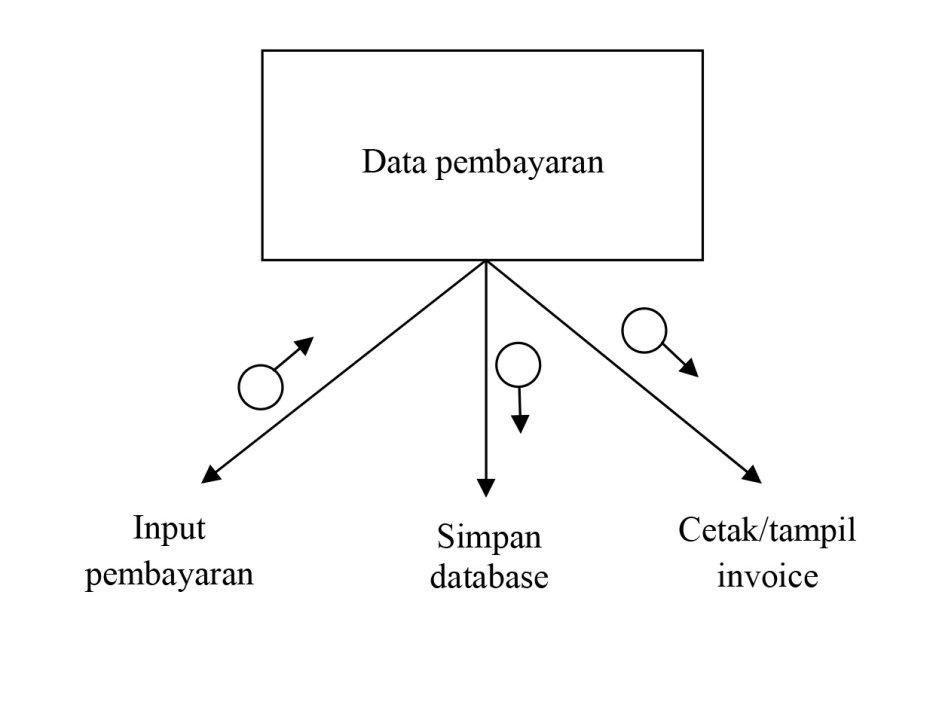 Data pembayaran
Input
pembayaran
Simpan
database
Cetak/tampil
invoice